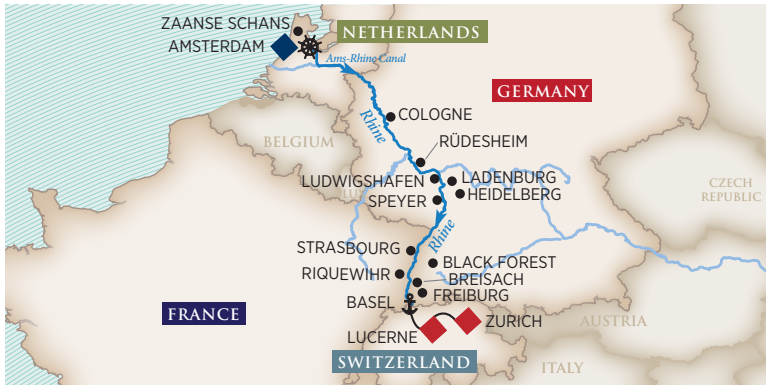 ZAANSE SCHANS
AMSTERDAM
NETHERLANDS
Ams-Rhine Canal
GERMANY
COLOGNE
Rhine
BELGIUM
RÜDESHEIM
LUDWIGSHAFEN
LADENBURG
SPEYER
HEIDELBERG
CZECH
REPUBLIC
Rhine
STRASBOURG
BLACK FOREST
RIQUEWIHR
BREISACH
FREIBURG
BASEL
FRANCE
ZURICH
AUSTRIA
LUCERNE
SWITZERLAND
ITALY